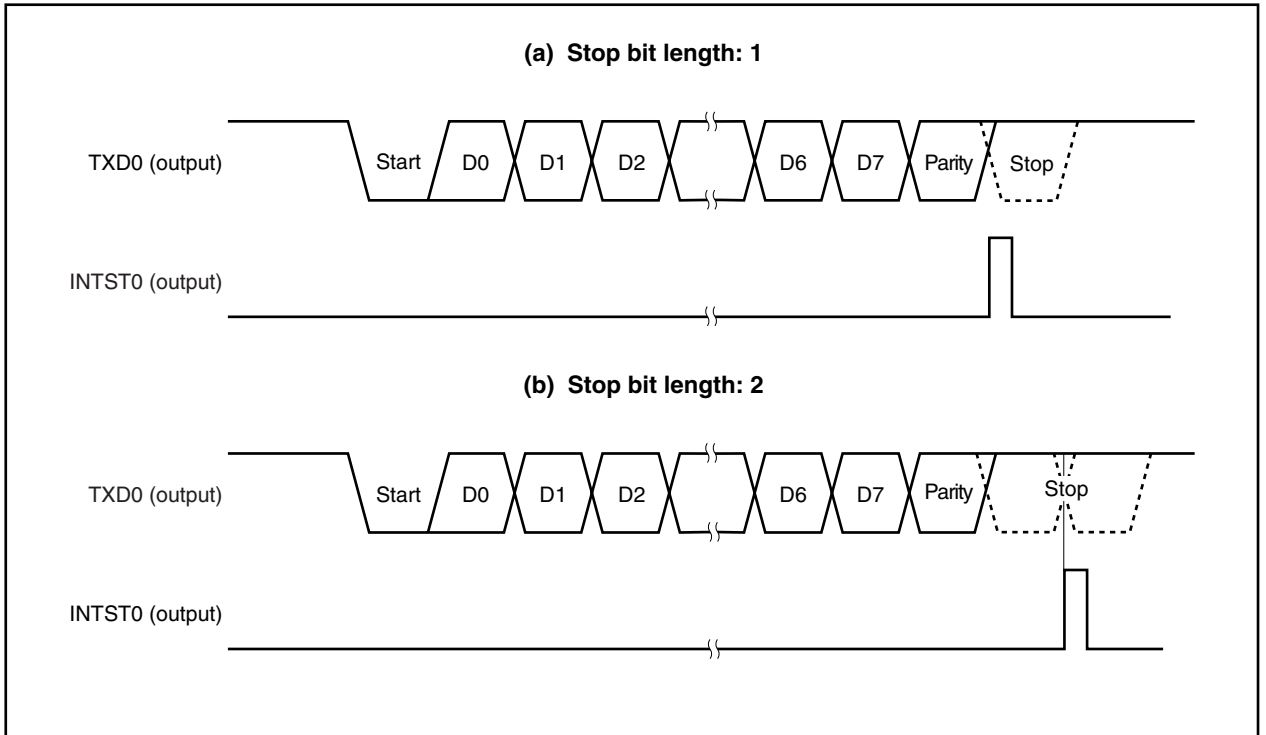 (a) Stop bit length: 1
TXD0 (output)
Start D0 D1 D2 D6 D7 Parity Stop
INTST0 (output)
(b) Stop bit length: 2
TXD0 (output)
Start D0 D1 D2 D6 D7 Parity Stop
INTST0 (output)